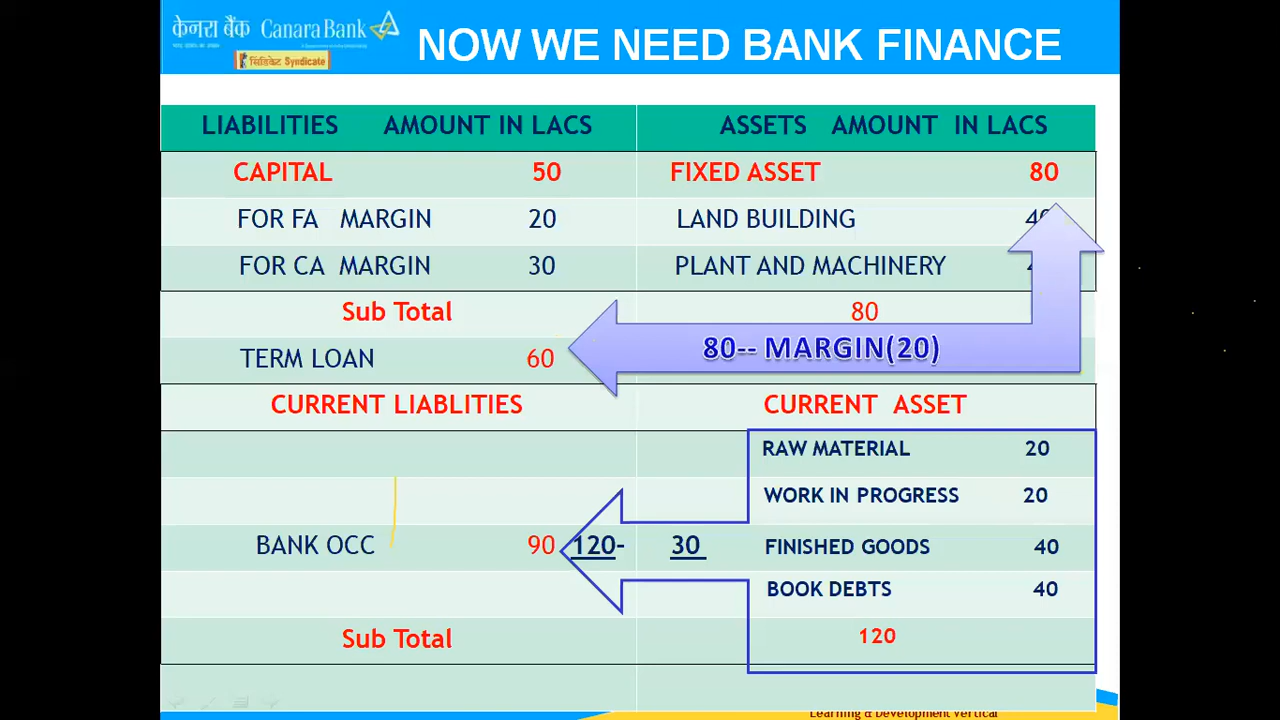 केनरा बैंक Canara Bank
सिंडिकेट Syndicate
NOW WE NEED BANK FINANCE
LIABILITIES AMOUNT IN LACS ASSETS AMOUNT IN LACS
CAPITAL 50 FIXED ASSET 80
FOR FA MARGIN 20 LAND BUILDING
FOR CA MARGIN 30 PLANT AND MACHINERY
Sub Total 80
TERM LOAN 60 80-- MARGIN(20)
CURRENT LIABLITIES CURRENT ASSET
RAW MATERIAL 20
WORK IN PROGRESS 20
BANK OCC 90 120- 30 FINISHED GOODS 40
BOOK DEBTS 40
Sub Total 120
Learning & Development Vertical